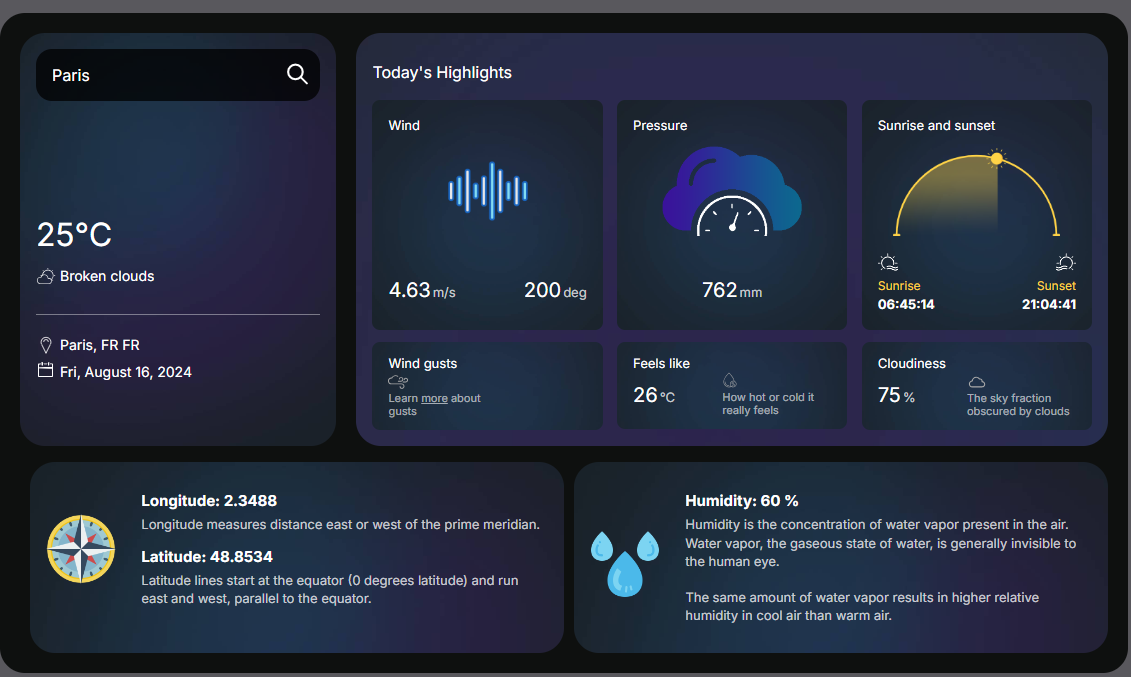 Paris
25°C
Broken clouds
Paris, FR FR
Fri, August 16, 2024
Today's Highlights
Wind
4.63 m/s 200 deg
Pressure
762 mm
Sunrise and sunset
Sunrise Sunset
06:45:14 21:04:41
Wind gusts
Learn more about
gusts
Feels like
26 °C
How hot or cold it
really feels
Cloudiness
75 %
The sky fraction
obscured by clouds
Longitude: 2.3488
Longitude measures distance east or west of the prime meridian.
Latitude: 48.8534
Latitude lines start at the equator (0 degrees latitude) and run
east and west, parallel to the equator.
Humidity: 60 %
Humidity is the concentration of water vapor present in the air.
Water vapor, the gaseous state of water, is generally invisible to
the human eye.
The same amount of water vapor results in higher relative
humidity in cool air than warm air.